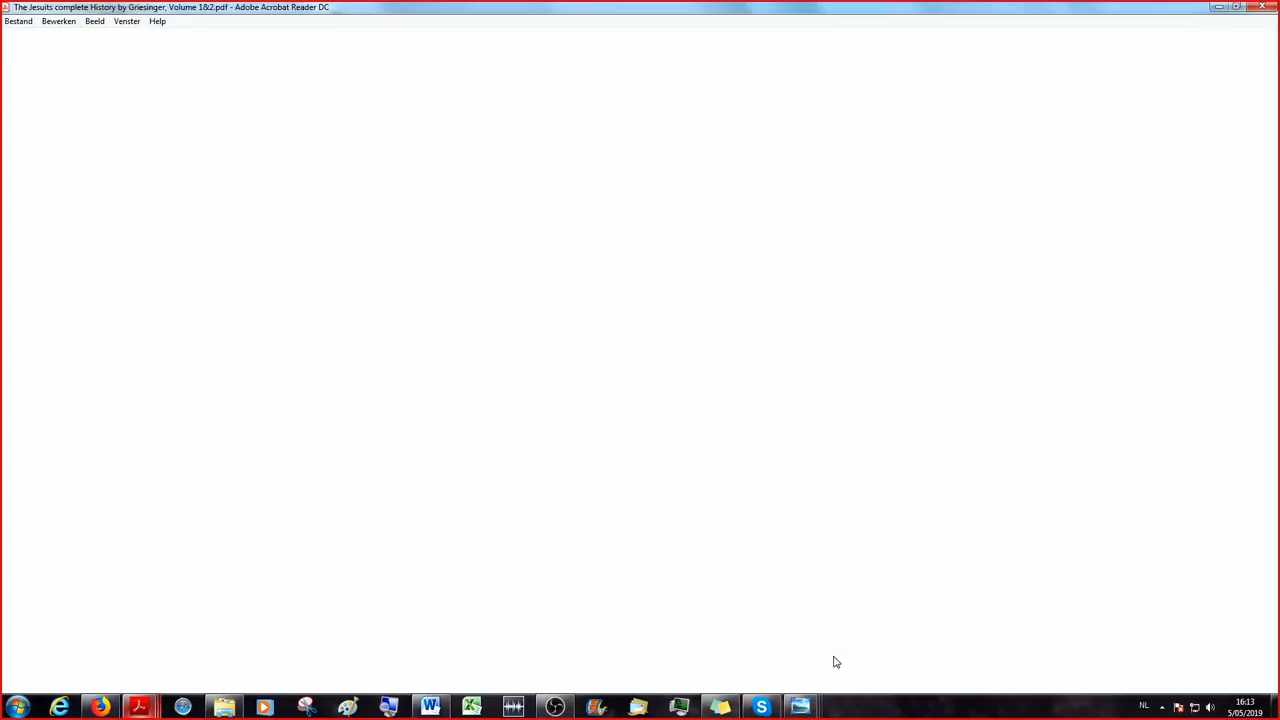 The Jesuits complete History by Griesinger, Volume 1&2.pdf - Adobe Acrobat Reader DC
Bestand Bewerken Beeld Venster Help
NL
16:13
5/05/2019